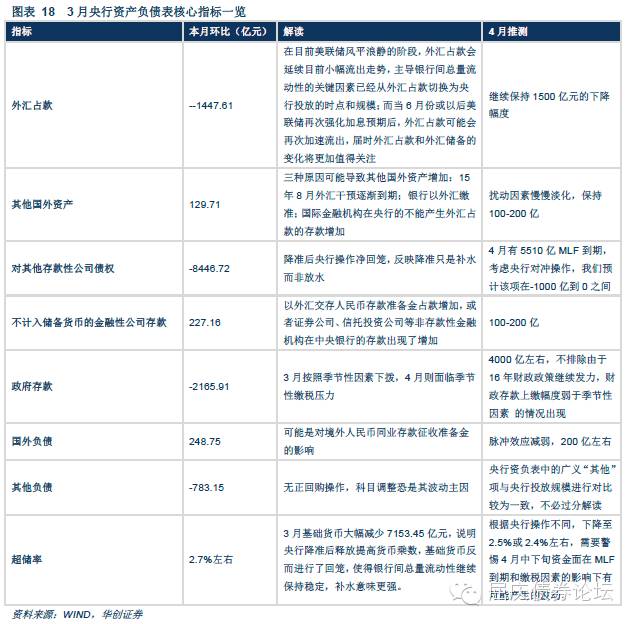 图表 18 3 月央行资产负债表核心指标一览
指标 本月环比（亿元） 解读 4 月推测
外汇占款
--1447.61
在目前美联储风平浪静的阶段，外汇占款会
延续目前小幅流出走势，主导银行间总量流
动性的关键因素已经从外汇占款切换为央
行投放的时点和规模；而当 6 月份或以后美
联储再次强化加息预期后，外汇占款可能会
再次加速流出，届时外汇占款和外汇储备的
变化将更加值得关注
继续保持 1500 亿元的下降
幅度
其他国外资产
129.71
三种原因可能导致其他国外资产增加：15
年 8 月外汇干预逐渐到期；银行以外汇缴
准；国际金融机构在央行的不能产生外汇占
款的存款增加
扰动因素慢慢淡化，保持
100-200 亿
对其他存款性公司债权
-8446.72
降准后央行操作净回笼，反映降准只是补水
而非放水
4 月有 5510 亿 MLF 到期，
考虑央行对冲操作，我们预
计该项在-1000 亿到 0 之间
不计入储备货币的金融性公司存款
227.16
以外汇交存人民币存款准备金占款增加，或
者证券公司、信托投资公司等非存款性金融
机构在中央银行的存款出现了增加
100-200 亿
政府存款
-2165.91
3 月按照季节性因素下拨，4 月则面临季节
性缴税压力
4000 亿左右，不排除由于
16 年财政政策继续发力，财
政存款上缴幅度弱于季节性
因素 的情况出现
国外负债
248.75
可能是对境外人民币同业存款征收准备金
的影响
脉冲效应减弱，200 亿左右
其他负债
-783.15
无正回购操作，科目调整恐是其波动主因
央行资负表中的广义“其他”
项与央行投放规模进行对比
较为一致，不必过分解读
超储率
2.7%左右
3 月基础货币大幅减少 7153.45 亿元，说明
央行降准后释放提高货币乘数，基础货币反
而进行了回笼，使得银行间总量流动性继续
保持稳定，补水意味更强。
根据央行操作不同，下降至
2.5%或 2.4%左右，需要警
惕 4 月中下旬资金面在 MLF
到期和缴税因素的影响下有
可能产生的波动。
债券论坛
资料来源：WIND，华创证券